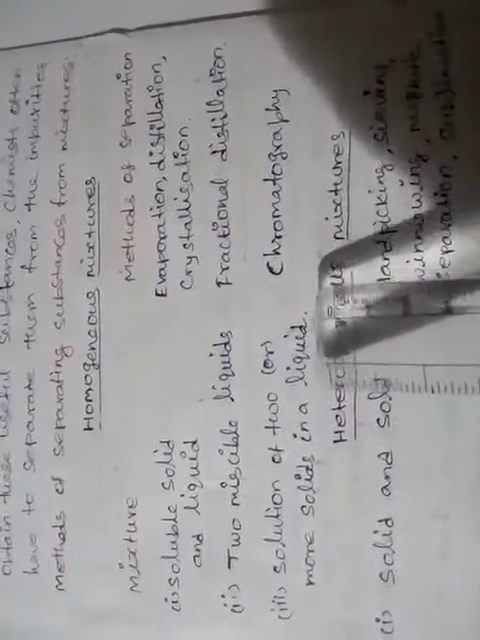 obtain these useful substances, Chemists often
have to separate them from the impurities
methods of separating substances from mixtures:
Homogeneous mixtures
Mixture Methods of separation
(i) soluble solid Evaporation, distillation,
and liquid Crystallisation.
(ii) Two miscible liquids Fractional distillation.
(iii) solution of two (or) Chromatography
more solids in a liquid.
mixtures
(i) solid and solid handpicking, sieving,
winnowing,
separation, sublimation